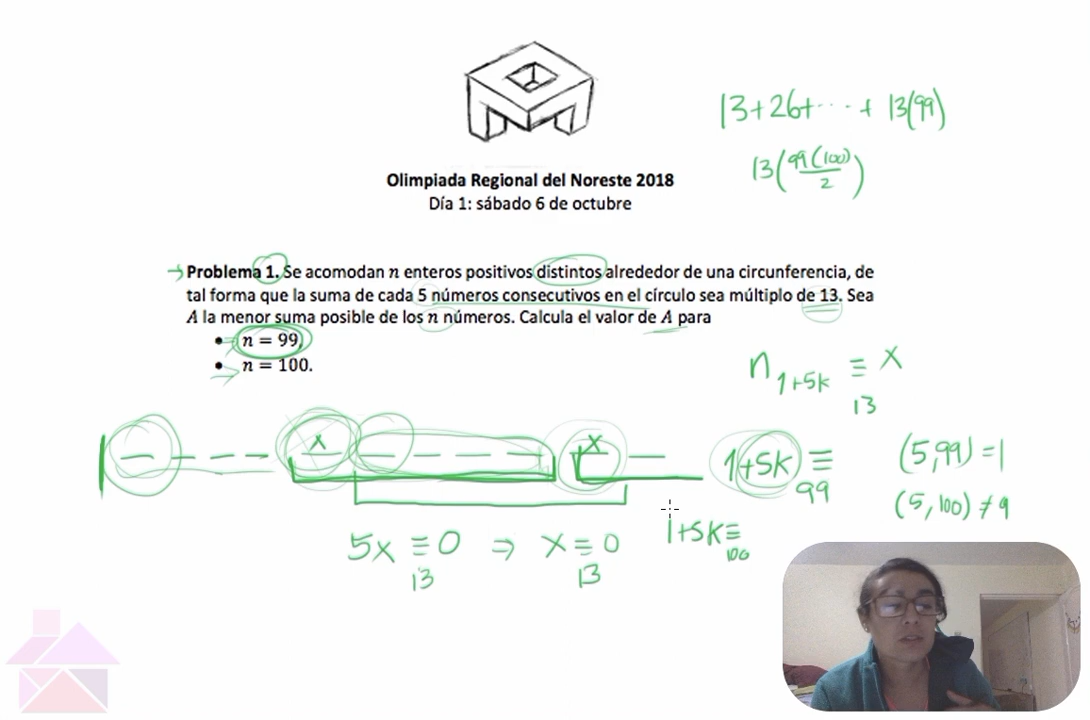 13+26+···+ 13(99)
13(99(100)/2)
Olimpiada Regional del Noreste 2018
Día 1: sábado 6 de octubre
Problema 1. Se acomodan n enteros positivos distintos alrededor de una circunferencia, de
tal forma que la suma de cada 5 números consecutivos en el círculo sea múltiplo de 13. Sea
A la menor suma posible de los n números. Calcula el valor de A para
• n = 99,
• n = 100.
n 1+5k ≡ x
13
x x 1+5k ≡ (5,99)=1
99
(5,100) ≠ 9
5x ≡ 0 ⇒ x ≡ 0 1+5k≡
13 13 100